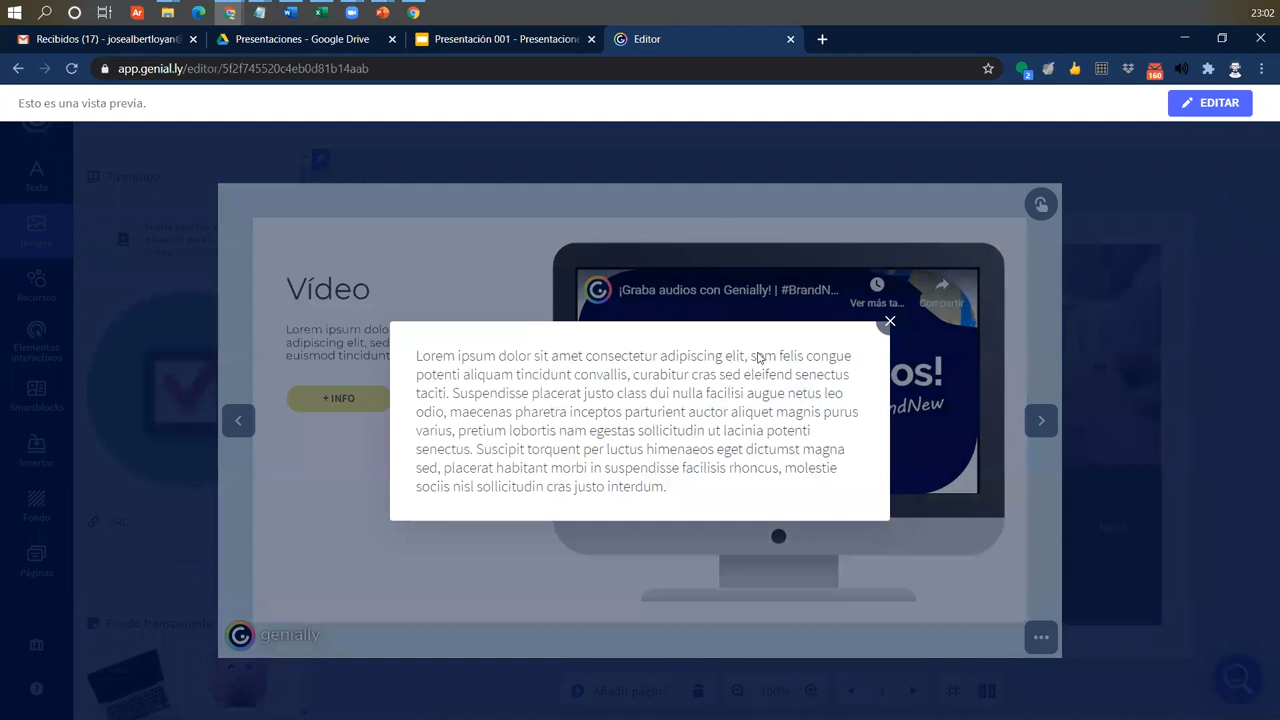 23:02
Recibidos (17) - josealbertloyan@
Presentaciones - Google Drive
Presentación 001 - Presentacione
Editor
app.genial.ly/editor/5f2f745520c4eb0d81b14aab
2
160
Esto es una vista previa.
EDITAR
Texto
Imagen
Recursos
Elementos
interactivos
Smartblocks
Insertar
Fondo
Páginas
Tu equipo
URL
Fondo transparente
Vídeo
Lorem ipsum dolo
adipiscing elit, sed
euismod tincidunt
+ INFO
¡Graba audios con Genially! | #BrandN...
Ver más ta...
Compartir
os!
ndNew
Lorem ipsum dolor sit amet consectetur adipiscing elit, sem felis congue
potenti aliquam tincidunt convallis, curabitur cras sed eleifend senectus
taciti. Suspendisse placerat justo class dui nulla facilisi augue netus leo
odio, maecenas pharetra inceptos parturient auctor aliquet magnis purus
varius, pretium lobortis nam egestas sollicitudin ut lacinia potenti
senectus. Suscipit torquent per luctus himenaeos eget dictumst magna
sed, placerat habitant morbi in suspendisse facilisis rhoncus, molestie
sociis nisl sollicitudin cras justo interdum.
genially
Añadir págin
100%
1